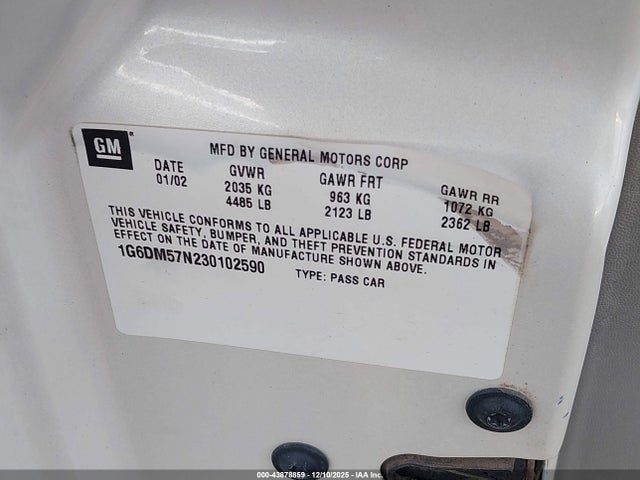 GM
MFD BY GENERAL MOTORS CORP
DATE GVWR GAWR FRT GAWR RR
01/02 2035 KG 963 KG 1072 KG
4485 LB 2123 LB 2362 LB
THIS VEHICLE CONFORMS TO ALL APPLICABLE U.S. FEDERAL MOTOR
VEHICLE SAFETY, BUMPER, AND THEFT PREVENTION STANDARDS IN
EFFECT ON THE DATE OF MANUFACTURE SHOWN ABOVE.
1G6DM57N230102590
TYPE: PASS CAR
000-43878859 - 12/10/2025 - IAA Inc.